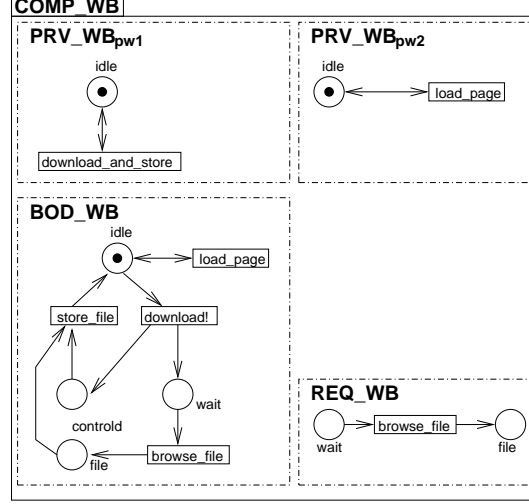 COMP_WB
PRV_WBpw1
idle
download_and_store
PRV_WBpw2
idle
load_page
BOD_WB
idle
load_page
store_file
download!
wait
controld
file
browse_file
REQ_WB
browse_file
wait
file